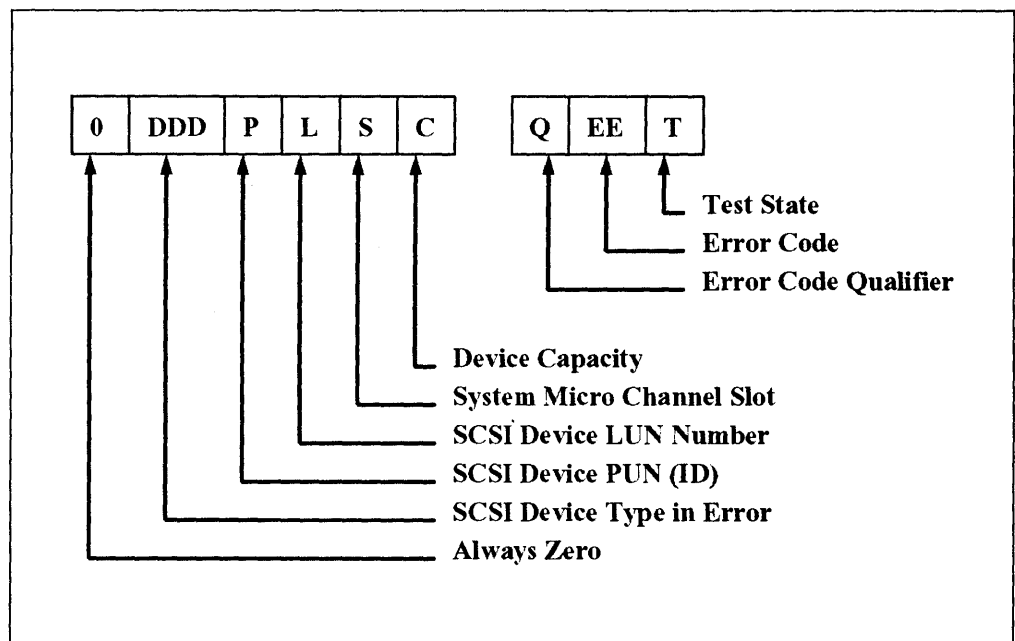 0 DDD P L S C Q EE T
Test State
Error Code
Error Code Qualifier
Device Capacity
System Micro Channel Slot
SCSI Device LUN Number
SCSI Device PUN (ID)
SCSI Device Type in Error
Always Zero